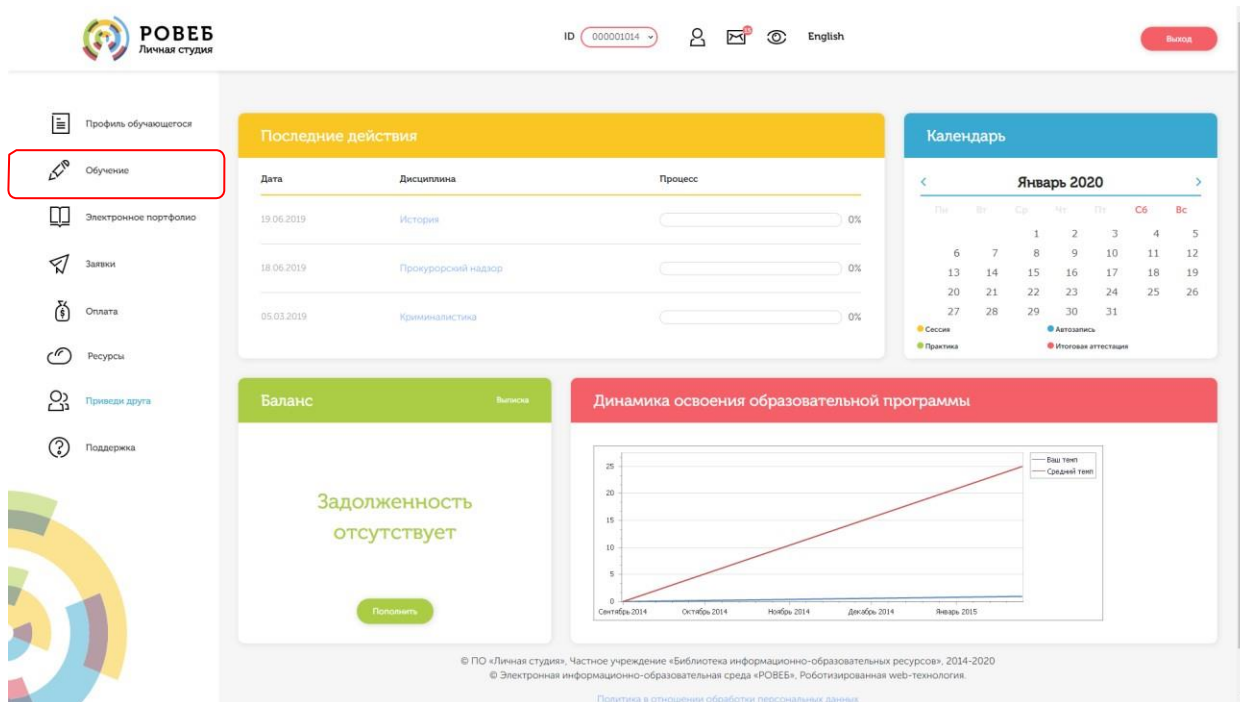 РОВЕБ
Личная студия
ID 000001014
English
Выход
Профиль обучающегося
Обучение
Электронное портфолио
Заявки
Оплата
Ресурсы
Приведи друга
Поддержка
Последние действия
Дата Дисциплина Процесс
19.06.2019 История 0%
18.06.2019 Прокурорский надзор 0%
05.03.2019 Криминалистика 0%
Календарь
Январь 2020
Пн Вт Ср Чт Пт Сб Вс
1 2 3 4 5
6 7 8 9 10 11 12
13 14 15 16 17 18 19
20 21 22 23 24 25 26
27 28 29 30 31
Сессия Автозапись
Практика Итоговая аттестация
Баланс Выписка
Задолженность
отсутствует
Пополнить
Динамика освоения образовательной программы
Ваш темп
Средний темп
25
20
15
10
5
0
Сентябрь 2014 Октябрь 2014 Ноябрь 2014 Декабрь 2014 Январь 2015
© ПО «Личная студия», Частное учреждение «Библиотека информационно-образовательных ресурсов», 2014-2020
© Электронная информационно-образовательная среда «РОВЕБ», Роботизированная web-технология.
Политика в отношении обработки персональных данных